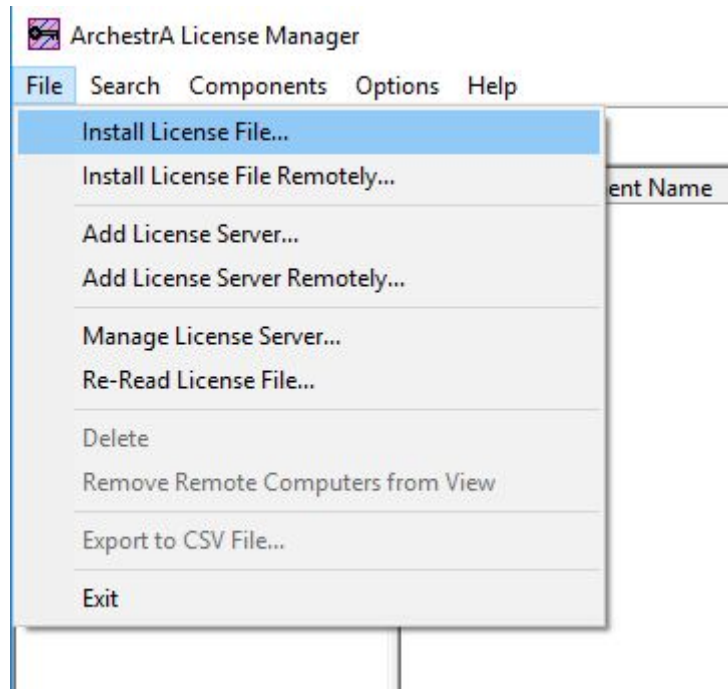 ArchestrA License Manager
File Search Components Options Help
Install License File...
Install License File Remotely...
ent Name
Add License Server...
Add License Server Remotely...
Manage License Server...
Re-Read License File...
Delete
Remove Remote Computers from View
Export to CSV File...
Exit